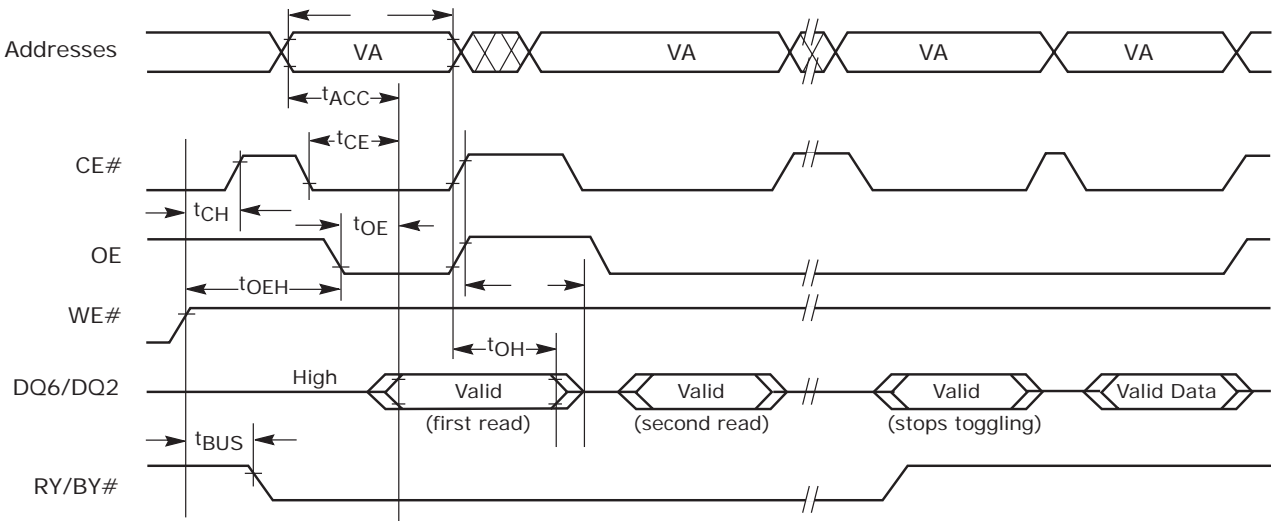 Addresses VA VA VA VA
tACC
tCE
CE#
tCH tOE
OE
tOEH
WE#
tOH
DQ6/DQ2 High Valid Valid Valid Valid Data
(first read) (second read) (stops toggling)
tBUS
RY/BY#